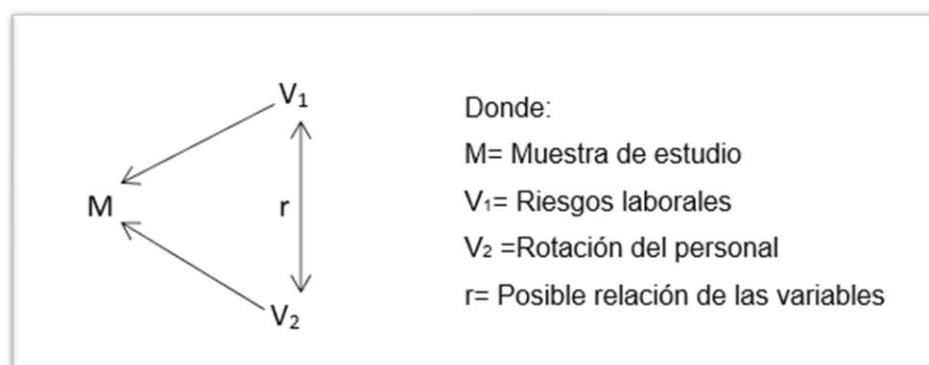 V₁
M
r
V₂
Donde:
M= Muestra de estudio
V₁= Riesgos laborales
V₂ =Rotación del personal
r= Posible relación de las variables